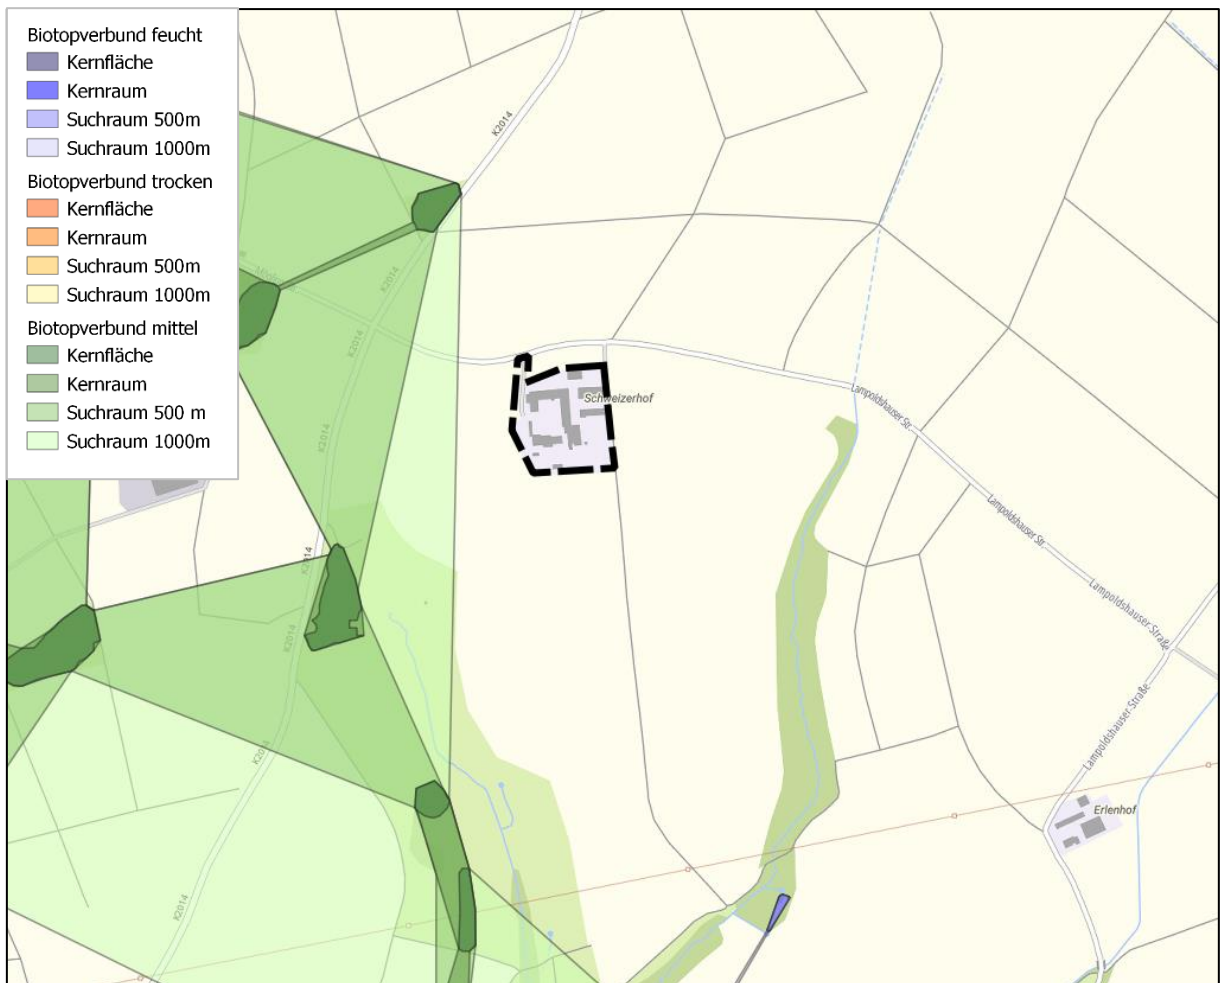 Biotopverbund feucht
Kernfläche
Kernraum
Suchraum 500m
Suchraum 1000m
Biotopverbund trocken
Kernfläche
Kernraum
Suchraum 500m
Suchraum 1000m
Biotopverbund mittel
Kernfläche
Kernraum
Suchraum 500 m
Suchraum 1000m
K2014
K2014
K2014
Schweizerhof
Lampoldshauser Str.
K2014
Lampoldshauser Str.
K2014
Lampoldshauser Straße
K2014
Lampoldshauser Straße
K2014
Erlenhof
K2014